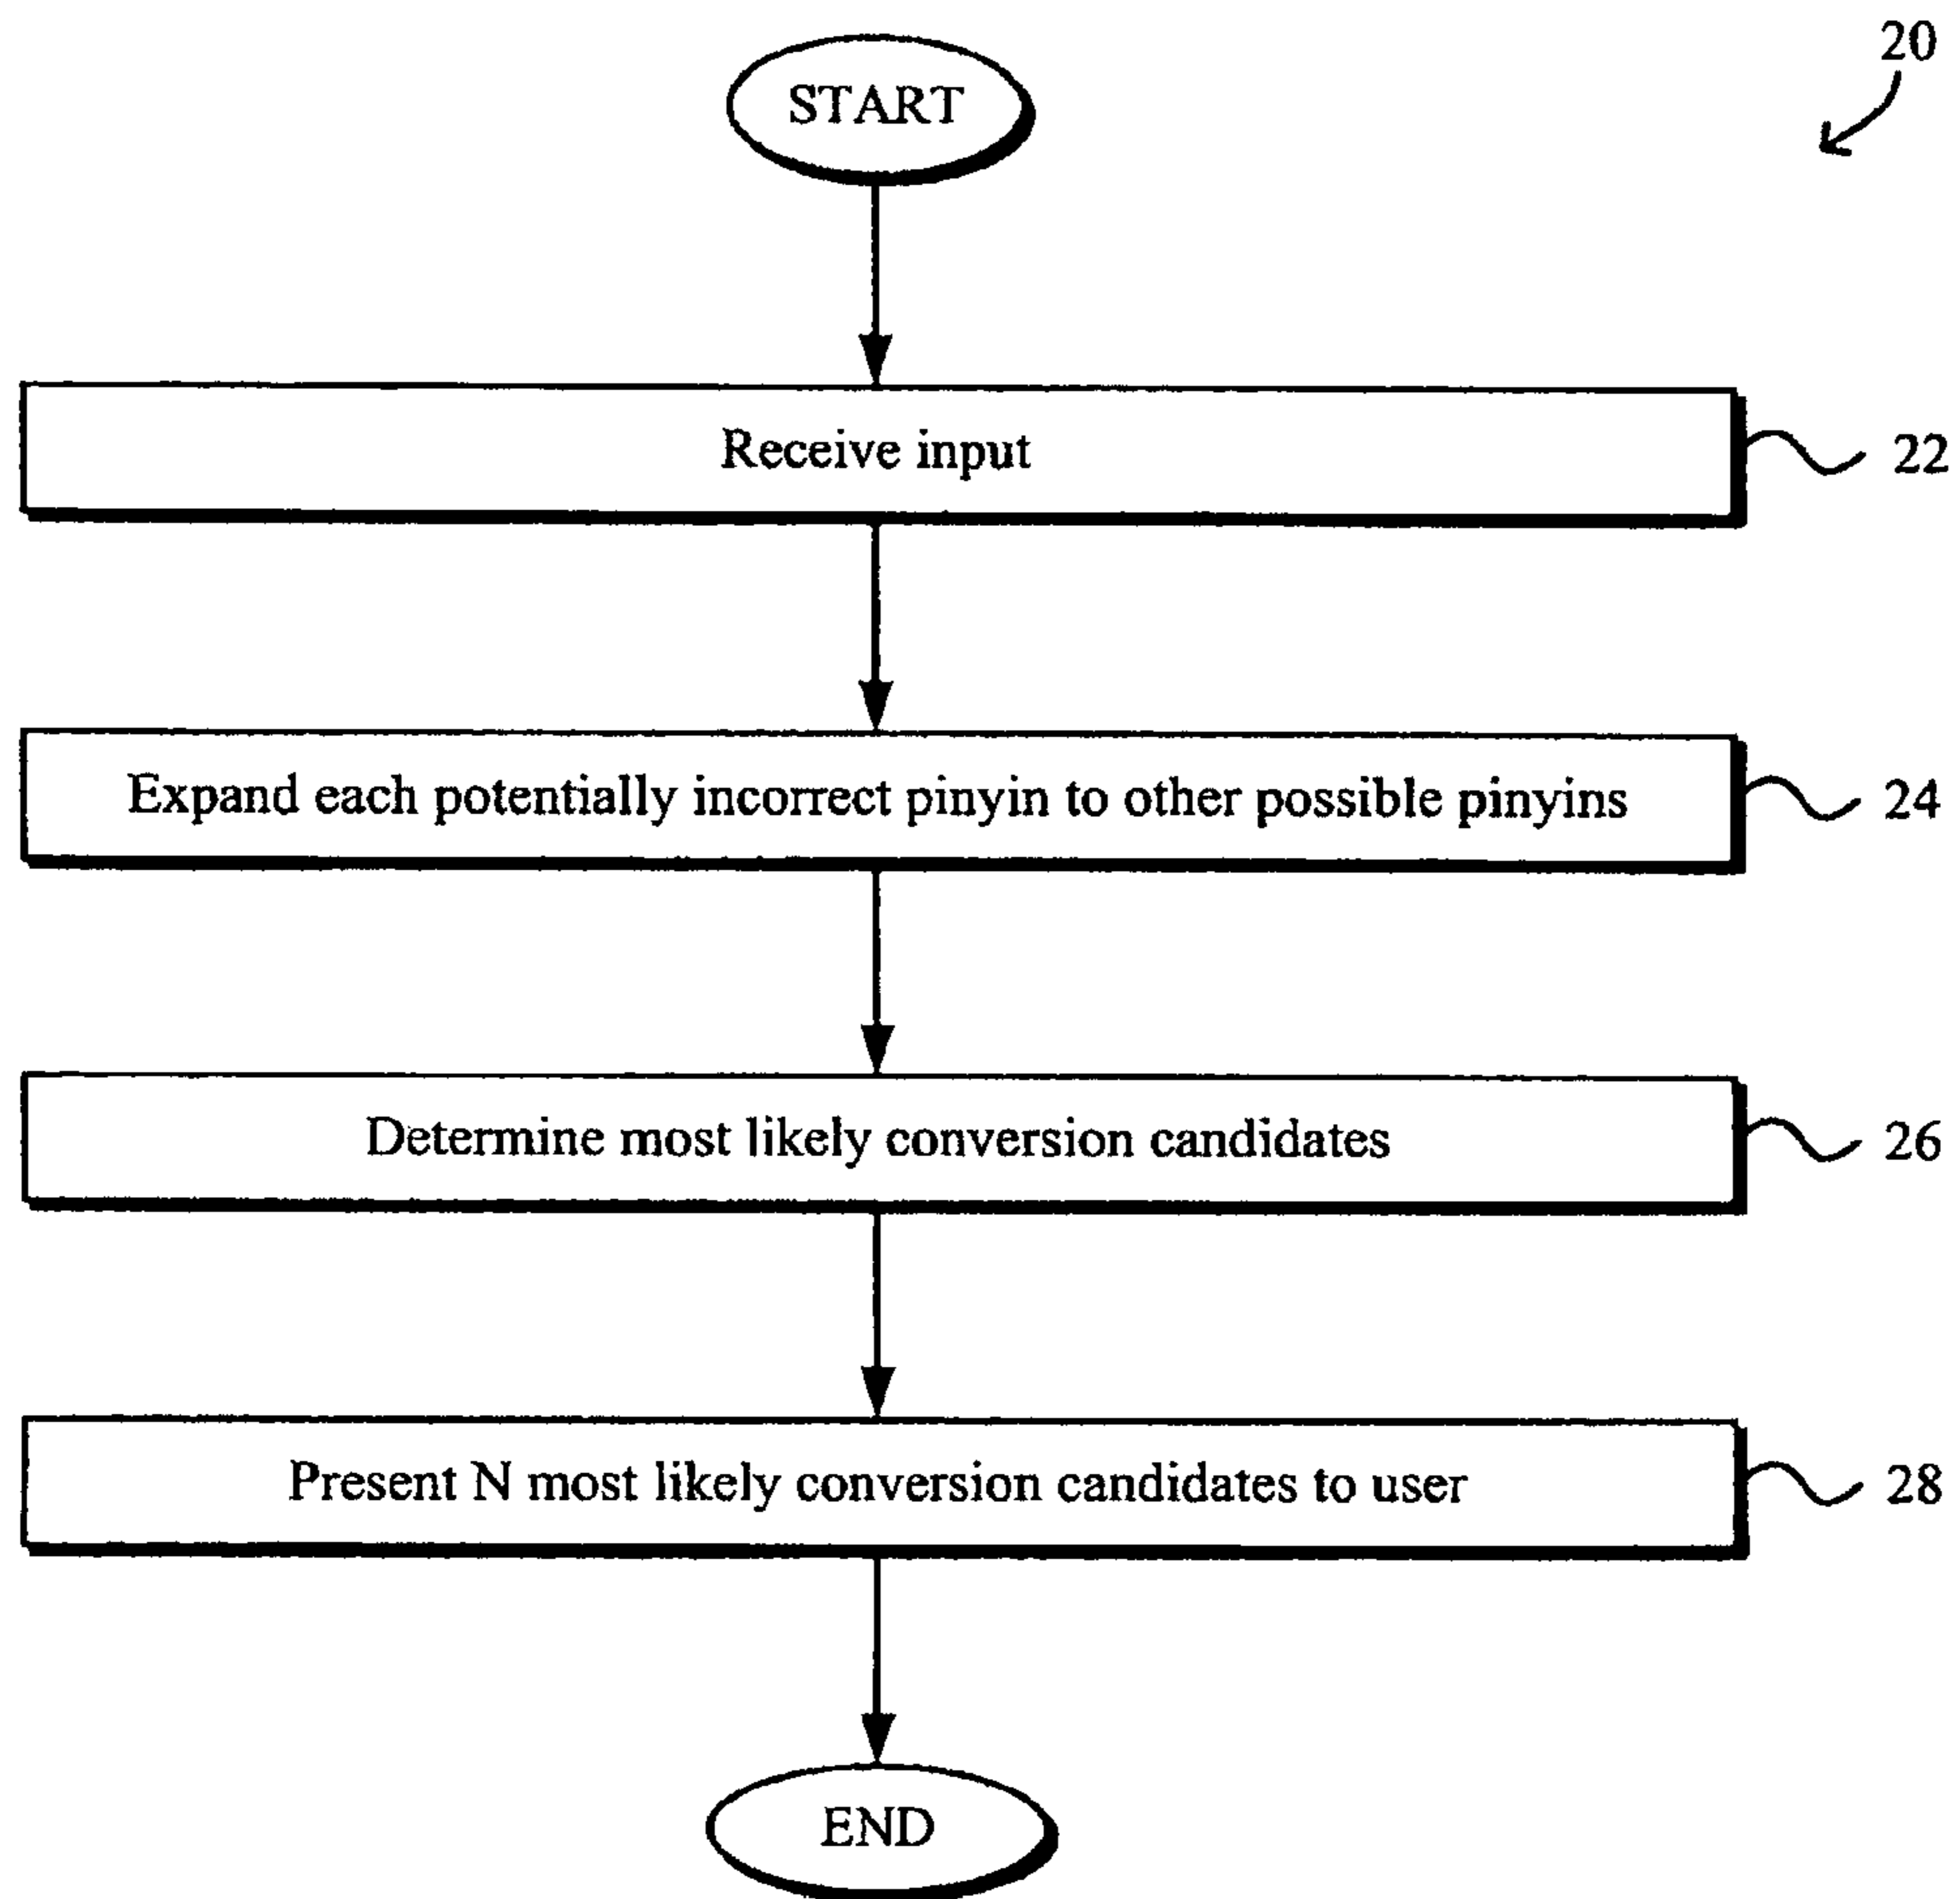 20
START
Receive input
22
Expand each potentially incorrect pinyin to other possible pinyins
24
Determine most likely conversion candidates
26
Present N most likely conversion candidates to user
28
END